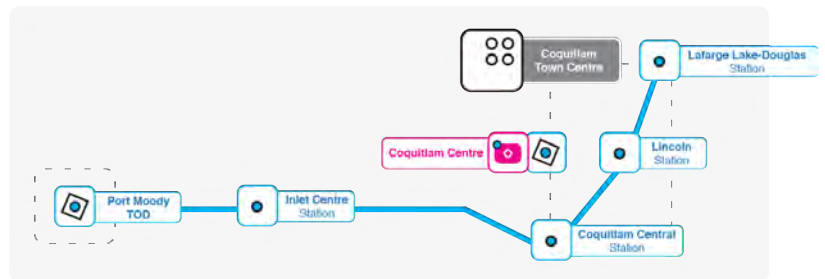 Coquitlam
Town Centre
Lafarge Lake-Douglas
Station
Coquitlam Centre
Lincoln
Station
Port Moody
TOD
Inlet Centre
Station
Coquitlam Central
Station